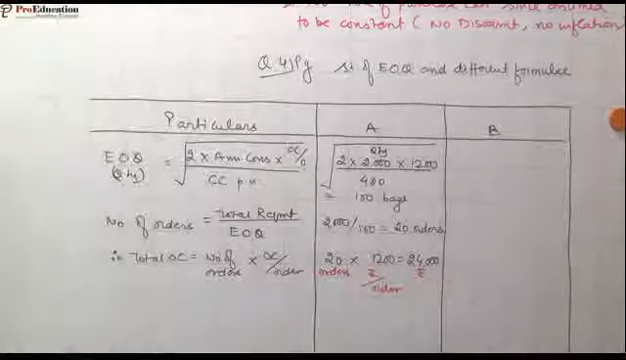 ProEducation
to be constant ( No Discount, no inflation
Q 4) Pg of EOQ and different formulae
Particulars A B
EOQ (Qty) = √ 2 x Ann Cons x OC/O / CC p.u.
√ Qty 2 x 2,000 x 1200 / 480
= 100 bags
No of orders = Total Reqmt / EOQ
2000/100 = 20 orders
∴ Total OC = No of orders x OC/order
20 orders x 1200 ₹/order = 24,000 ₹